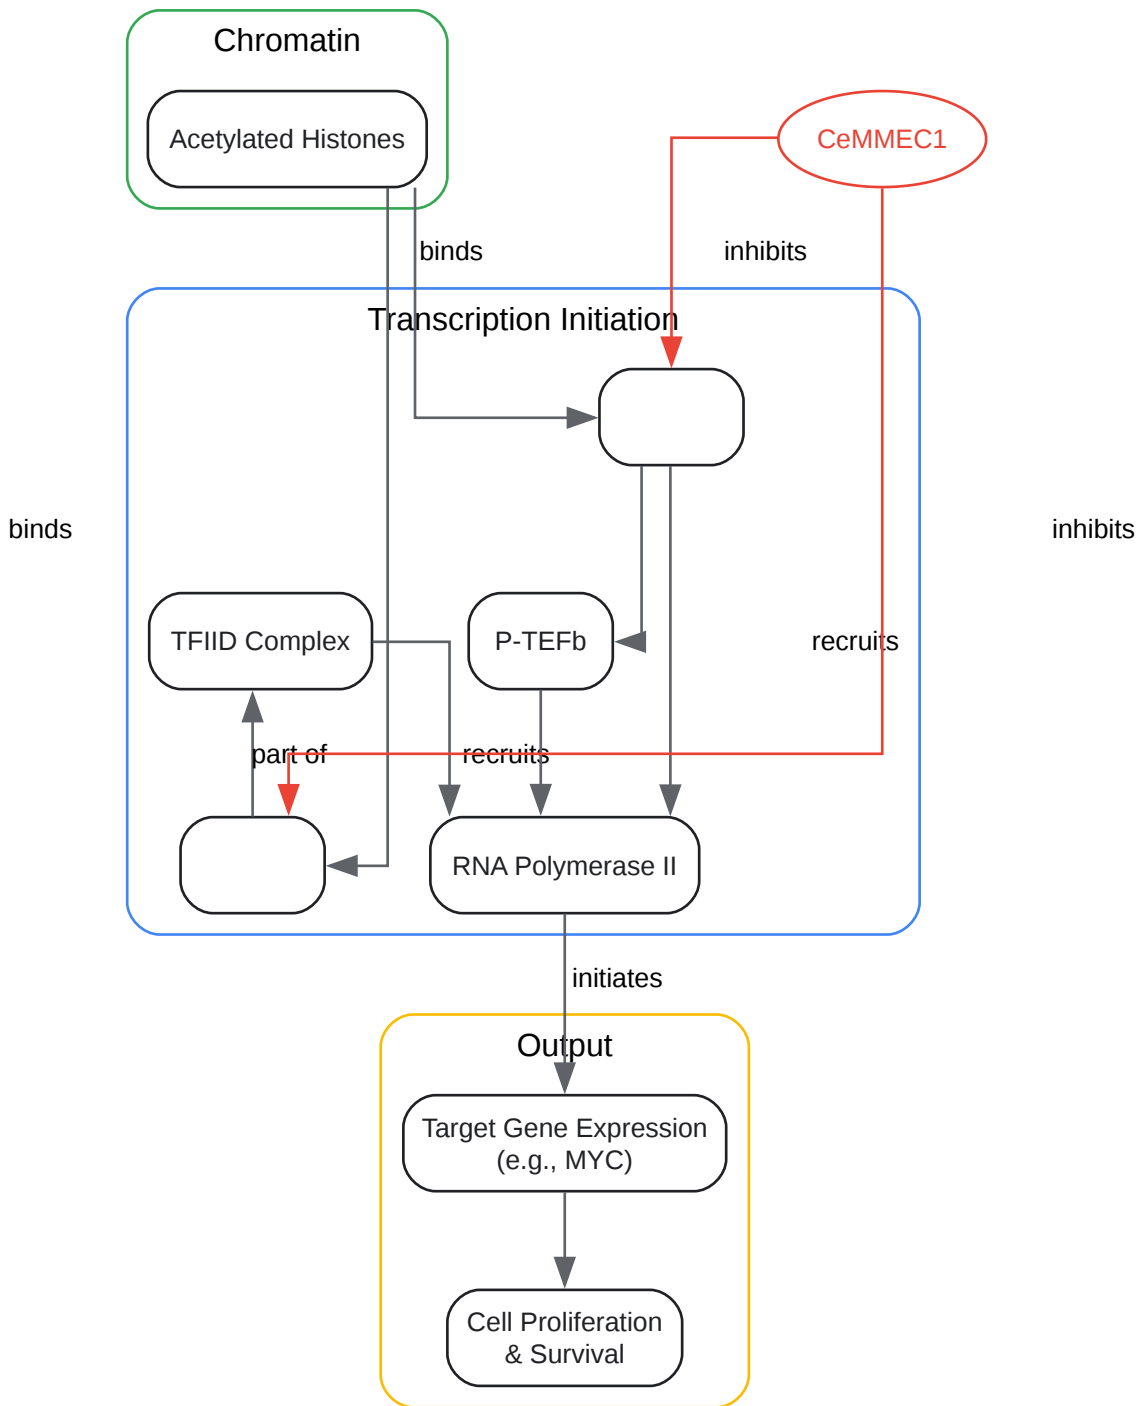 Chromatin
Acetylated Histones
CeMMEC1
binds
inhibits
Transcription Initiation
binds
inhibits
TFIID Complex
P-TEFb
recruits
part of
recruits
RNA Polymerase II
initiates
Output
Target Gene Expression
(e.g., MYC)
Cell Proliferation
& Survival